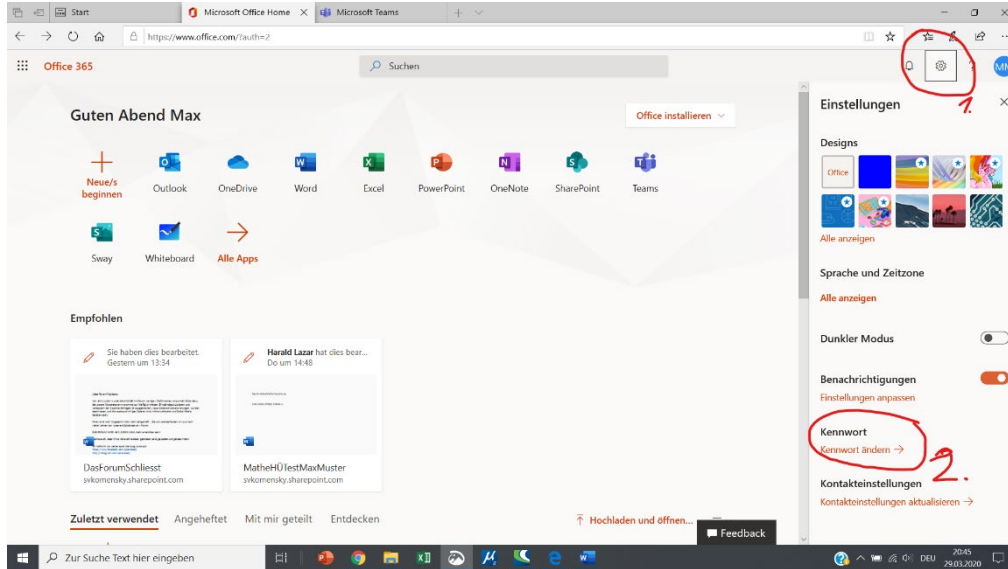 Start
Microsoft Office Home
Microsoft Teams
https://www.office.com/?auth=2
Office 365
Suchen
MM
1.
Guten Abend Max
Office installieren
Neue/s beginnen
Outlook
OneDrive
Word
Excel
PowerPoint
OneNote
SharePoint
Teams
Sway
Whiteboard
Alle Apps
Empfohlen
Sie haben dies bearbeitet.
Gestern um 13:34
DasForumSchliesst
svkomensky.sharepoint.com
Harald Lazar hat dies bear...
Do um 14:48
MatheHÜTestMaxMuster
svkomensky.sharepoint.com
Zuletzt verwendet Angeheftet Mit mir geteilt Entdecken
Hochladen und öffnen...
Feedback
Einstellungen
Designs
Office
Alle anzeigen
Sprache und Zeitzone
Alle anzeigen
Dunkler Modus
Benachrichtigungen
Einstellungen anpassen
Kennwort
Kennwort ändern →
2.
Kontakteinstellungen
Kontakteinstellungen aktualisieren →
Zur Suche Text hier eingeben
DEU
20:45
29.03.2020